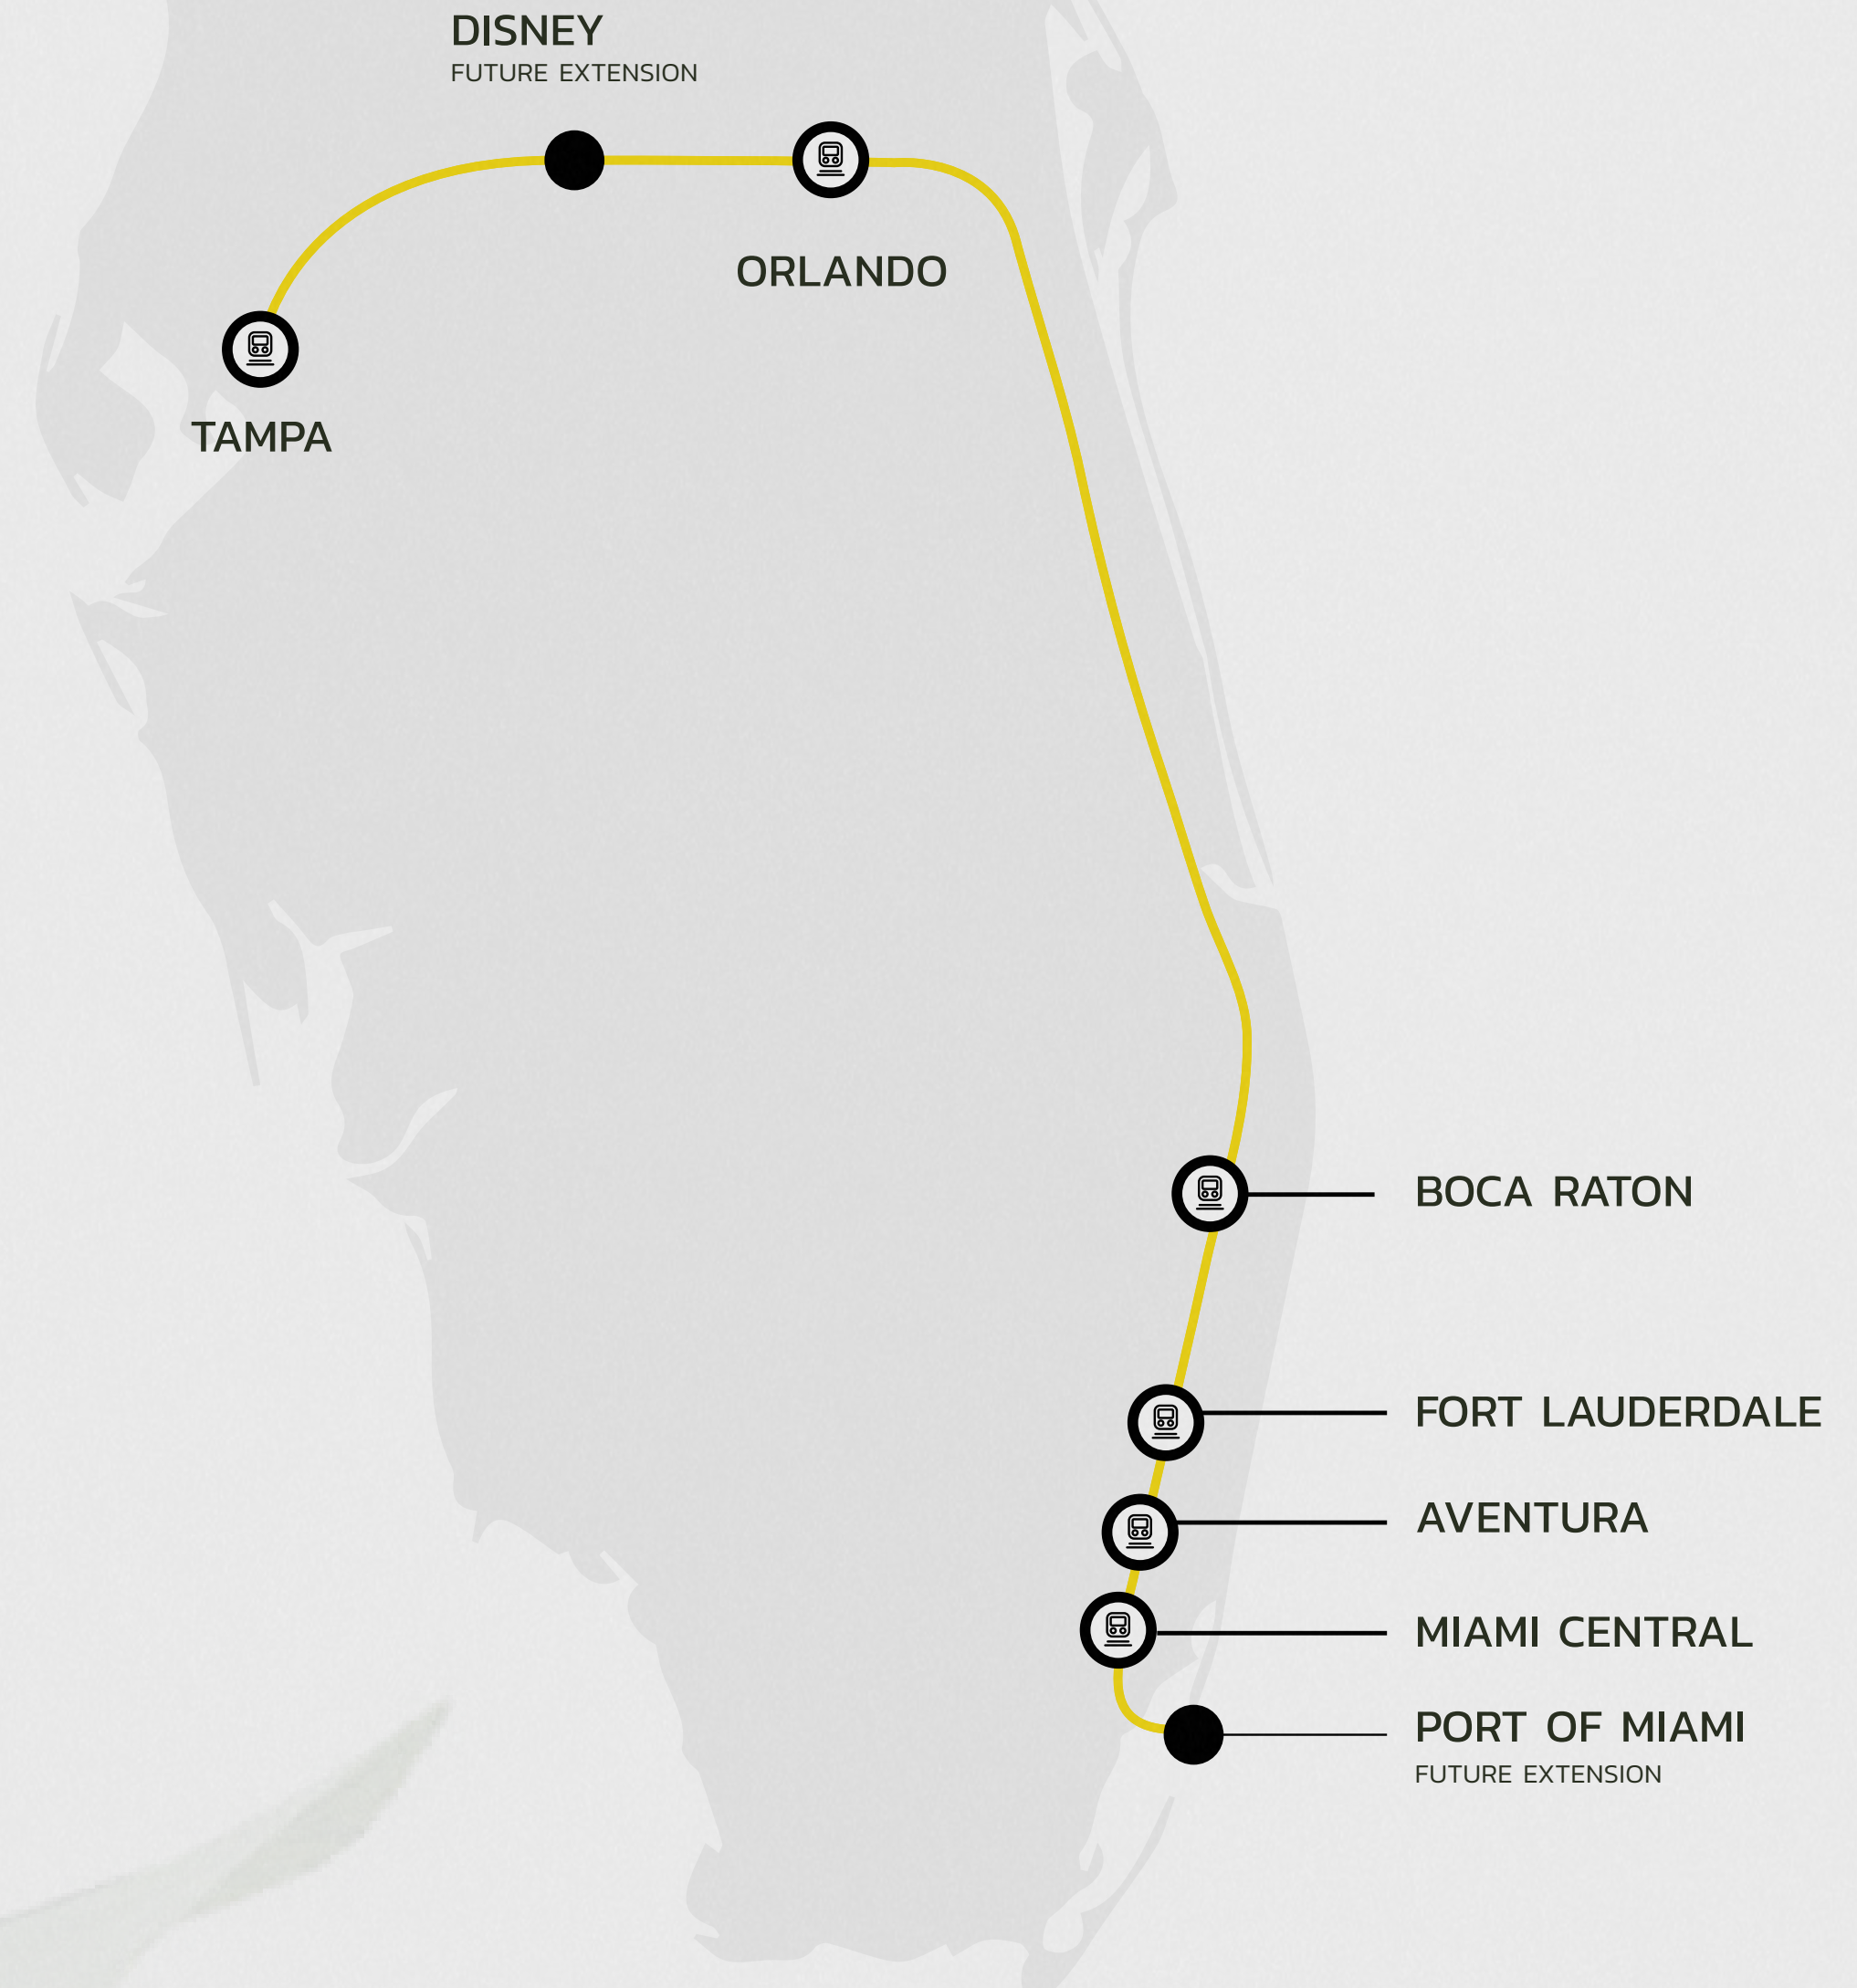 DISNEY
FUTURE EXTENSION
ORLANDO
TAMPA
BOCA RATON
FORT LAUDERDALE
AVENTURA
MIAMI CENTRAL
PORT OF MIAMI
FUTURE EXTENSION